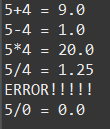 5+4 = 9.0
5-4 = 1.0
5*4 = 20.0
5/4 = 1.25
ERROR!!!!!
5/0 = 0.0